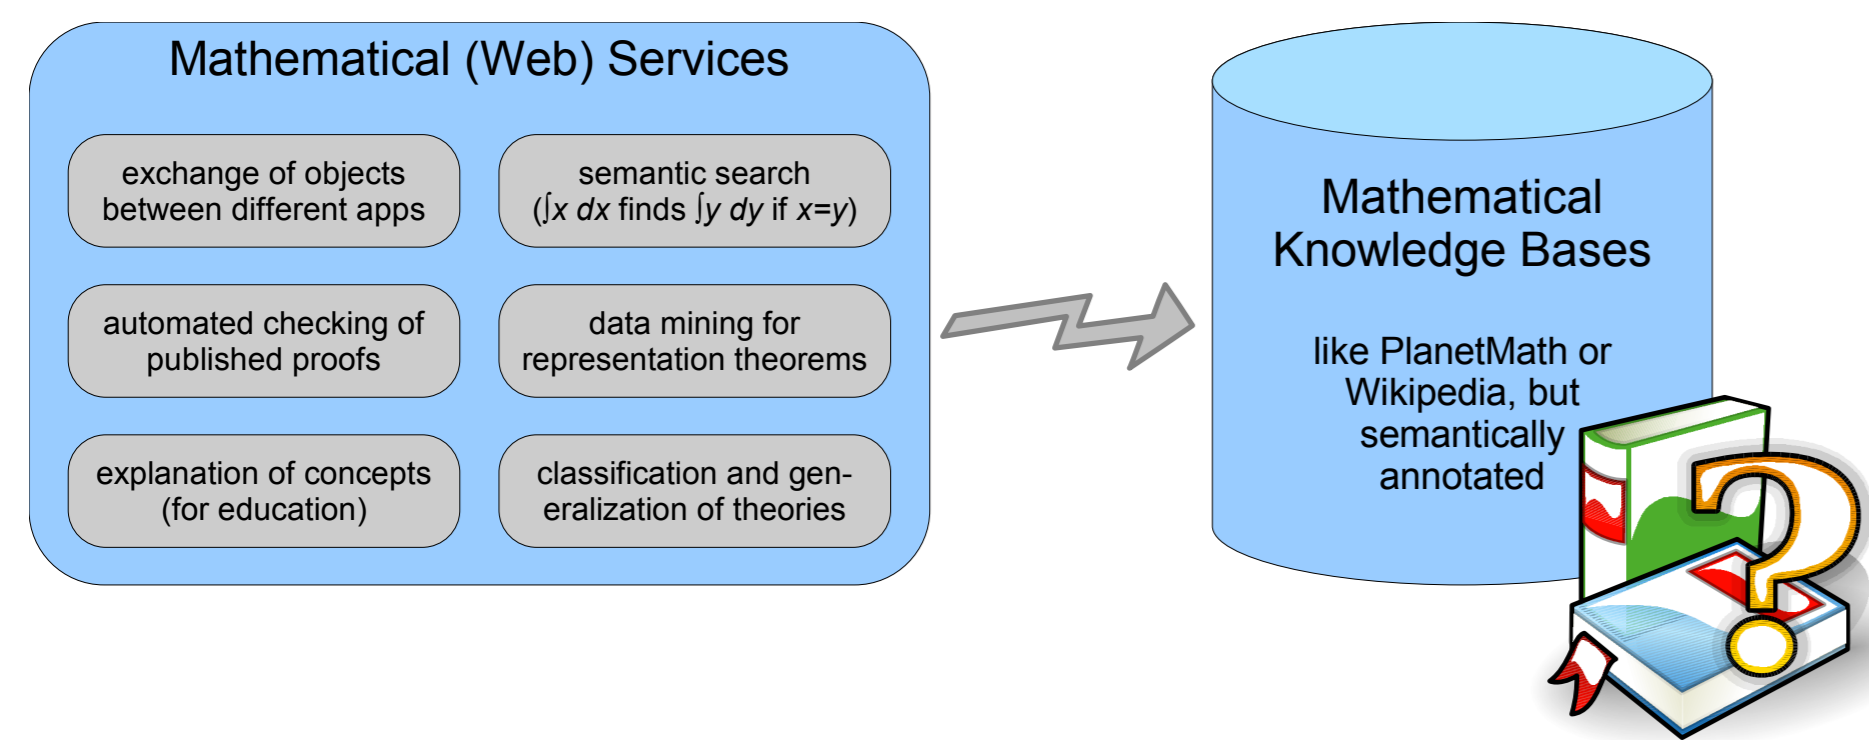 Mathematical (Web) Services
exchange of objects
between different apps
semantic search
(∫x dx finds ∫y dy if x=y)
automated checking of
published proofs
data mining for
representation theorems
explanation of concepts
(for education)
classification and gen-
eralization of theories
Mathematical
Knowledge Bases
like PlanetMath or
Wikipedia, but
semantically
annotated
?